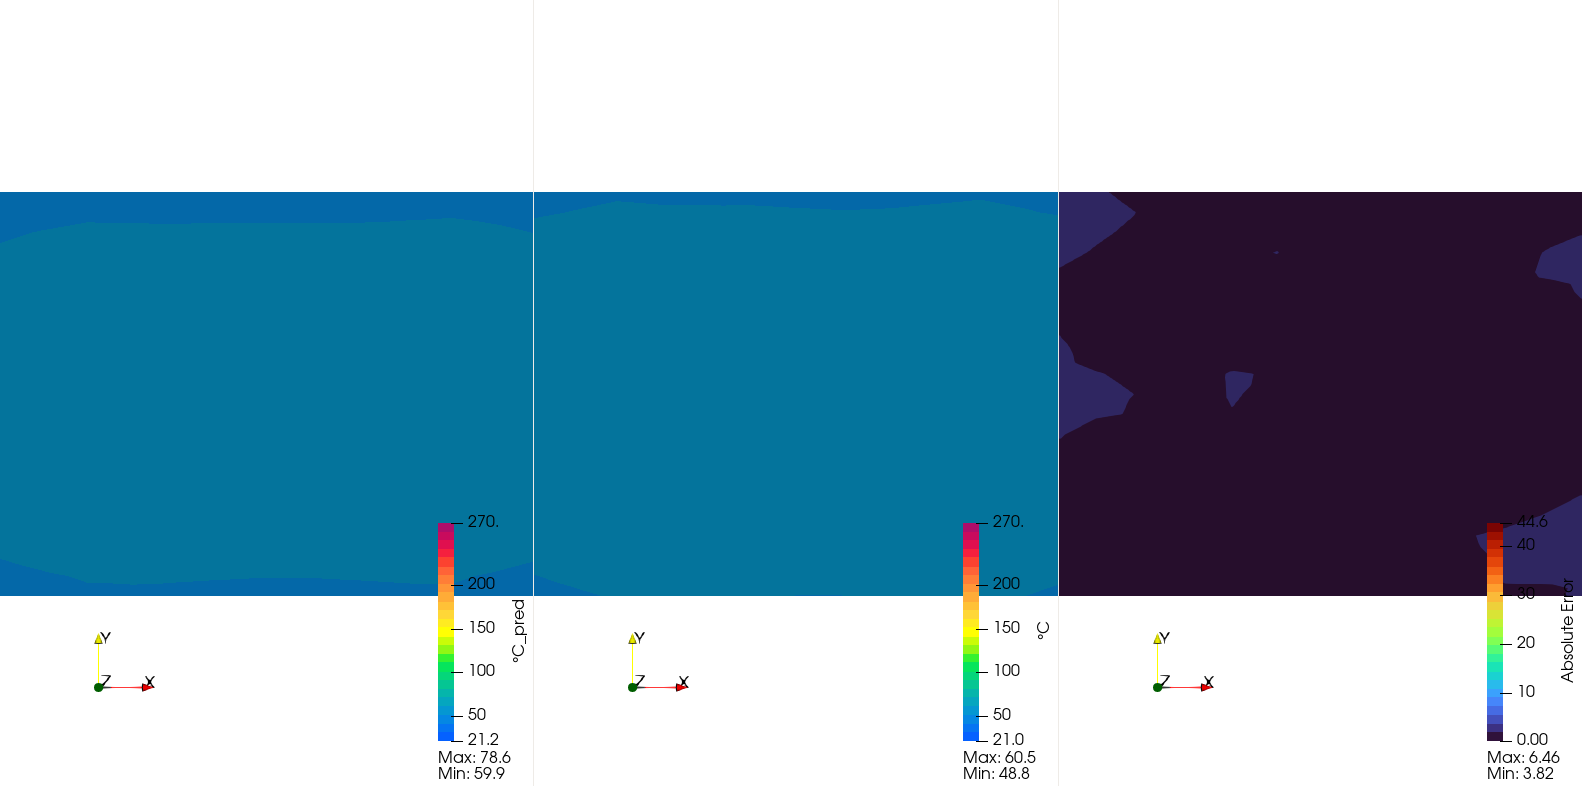 270.
200
150
100
50
21.2
°C_pred
Max: 78.6
Min: 59.9
Y
Z
X
270.
200
150
100
50
21.0
°C
Max: 60.5
Min: 48.8
Y
Z
X
44.6
40
30
20
10
0.00
Absolute Error
Max: 6.46
Min: 3.82
Y
Z
X